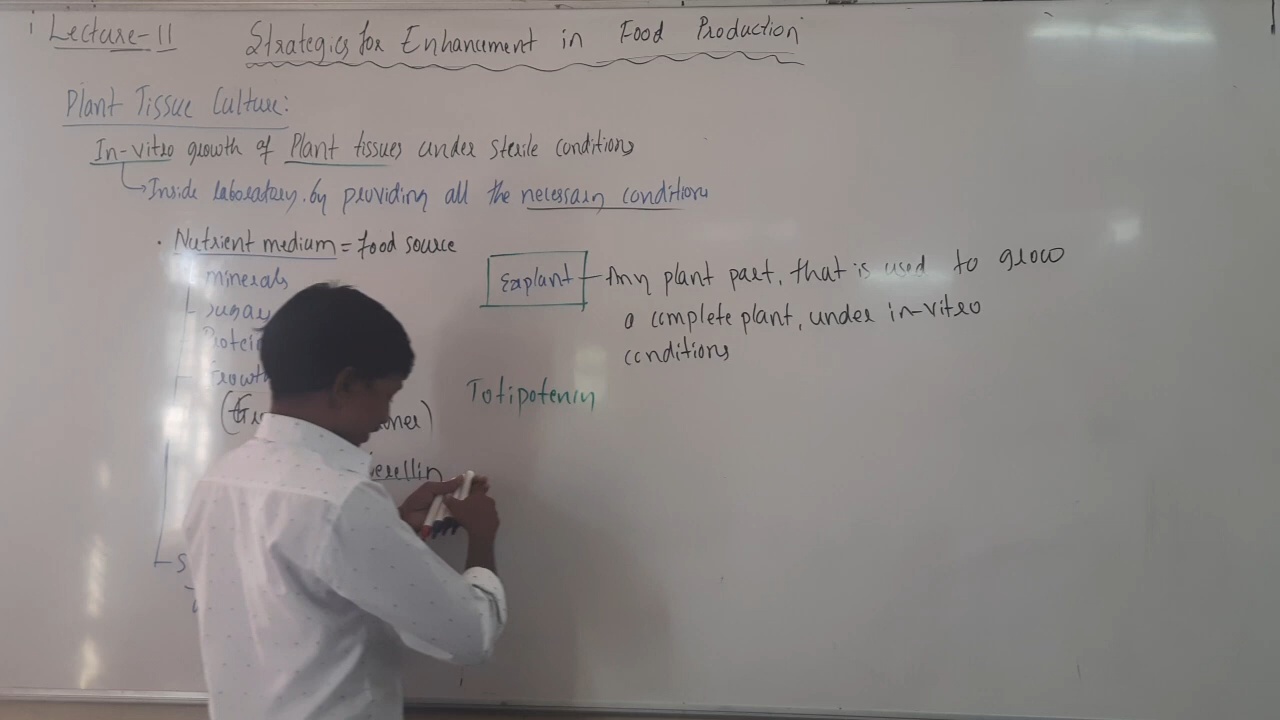 Lecture-11 Strategies for Enhancement in Food Production
Plant Tissue Culture:
In-vitro growth of Plant tissues under sterile conditions
Inside laboratory. by providing all the necessary conditions
Nutrient medium = food source
minerals
Explant - Any plant part, that is used to grow
a complete plant, under in-vitro
conditions
Totipotency